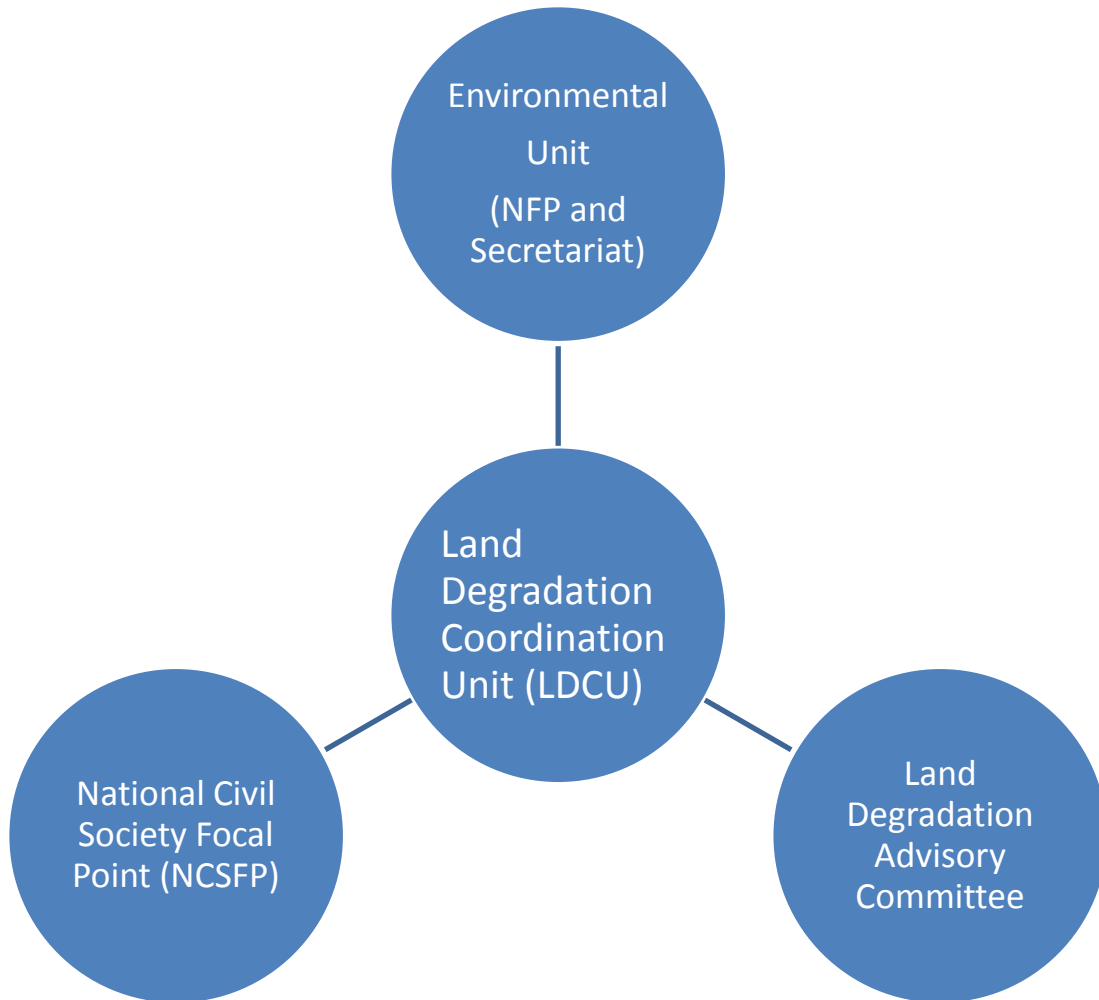 Environmental
Unit
(NFP and
Secretariat)
Land
Degradation
Coordination
Unit (LDCU)
National Civil
Society Focal
Point (NCSFP)
Land
Degradation
Advisory
Committee